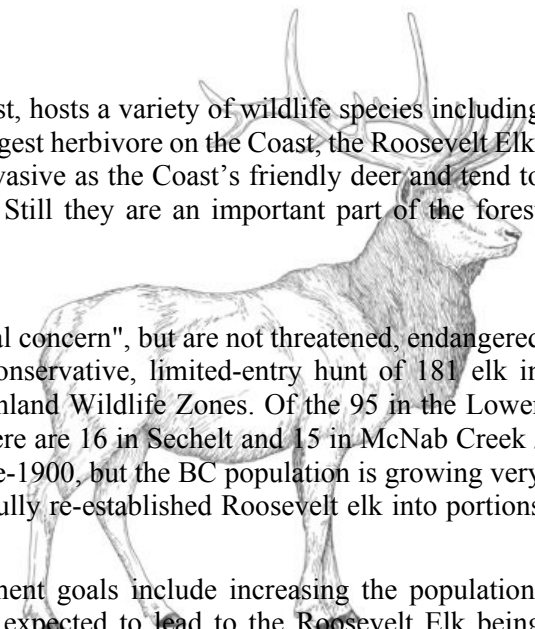 st, hosts a variety of wildlife species including
gest herbivore on the Coast, the Roosevelt Elk
vasive as the Coast’s friendly deer and tend to
Still they are an important part of the forest
al concern", but are not threatened, endangered
onservative, limited-entry hunt of 181 elk in
nland Wildlife Zones. Of the 95 in the Lower
ere are 16 in Sechelt and 15 in McNab Creek
e-1900, but the BC population is growing very
ully re-established Roosevelt elk into portions
nent goals include increasing the population
expected to lead to the Roosevelt Elk being